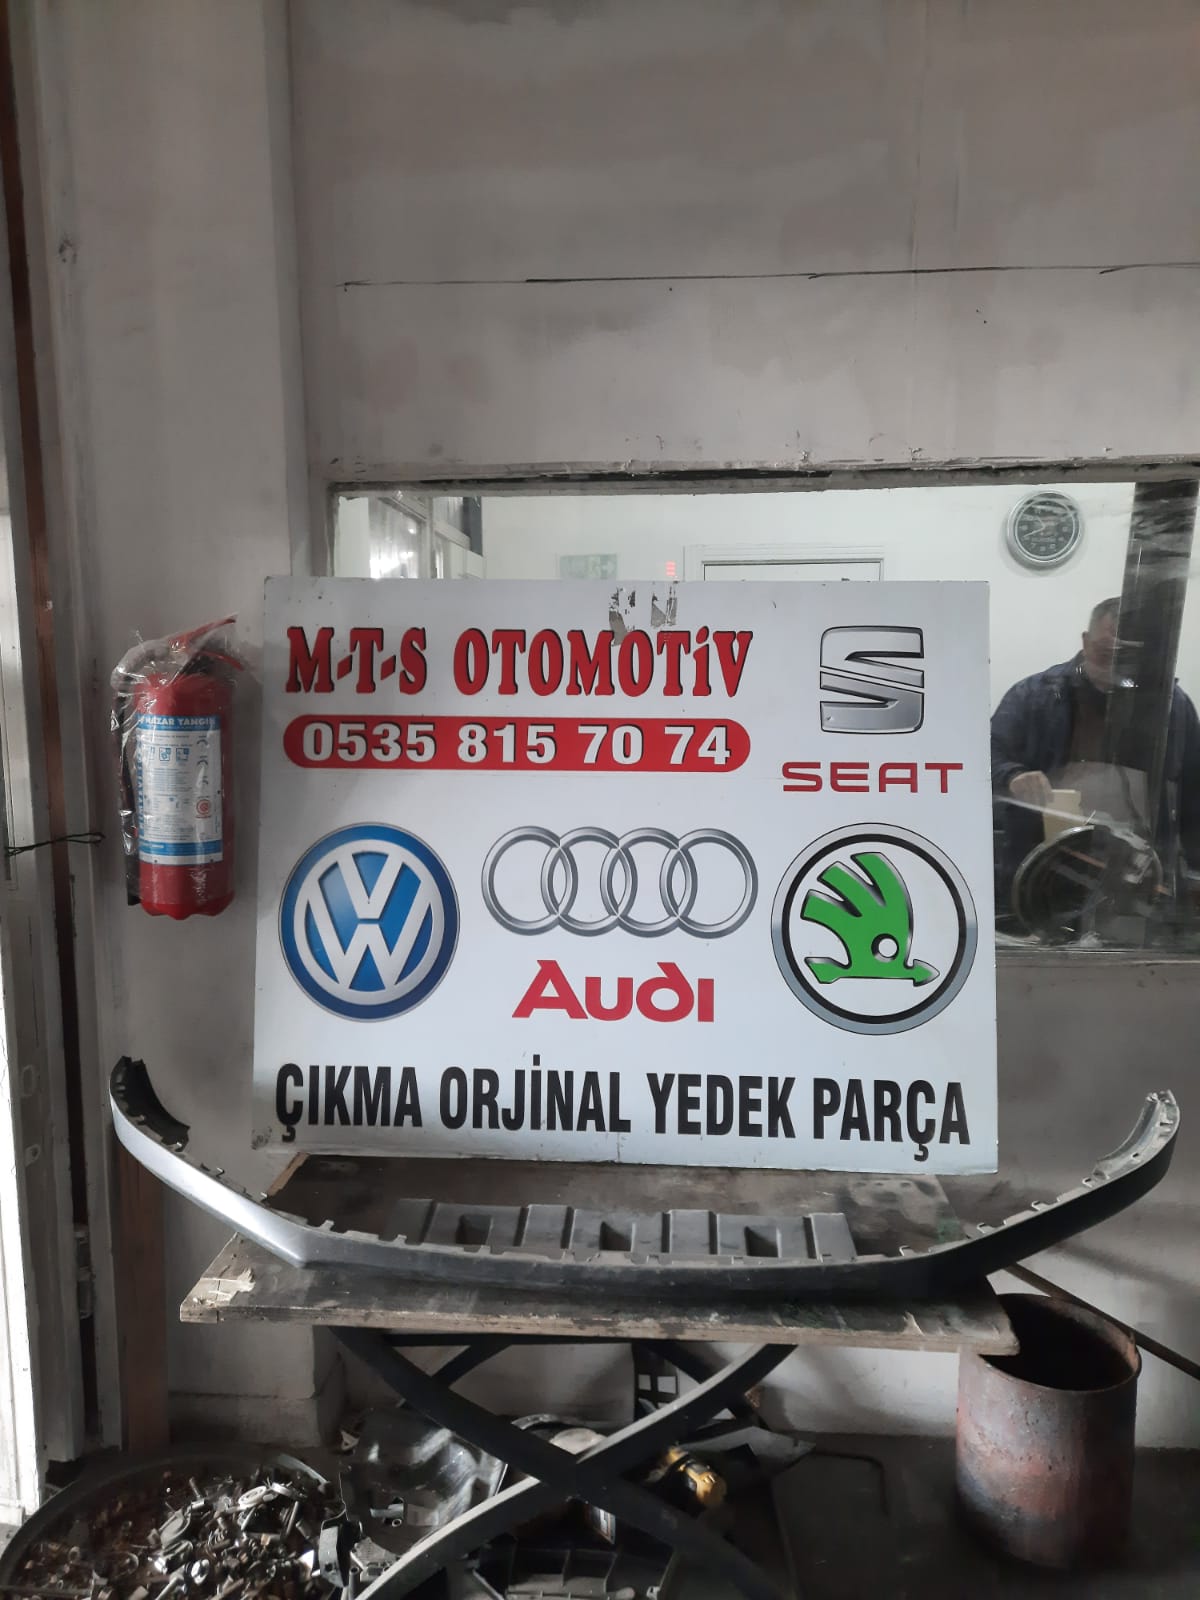 M-T-S OTOMOTİV
0535 815 70 74
SEAT
Audi
ÇIKMA ORJİNAL YEDEK PARÇA